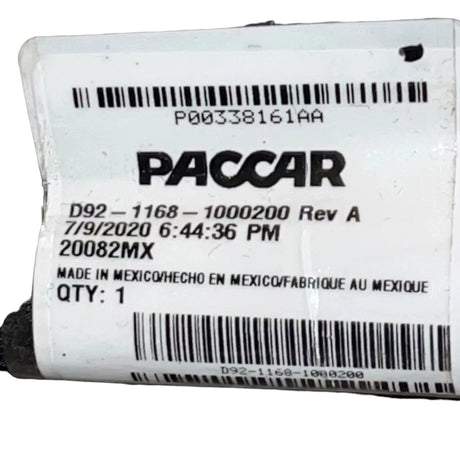 P00338161AA
PACCAR
D92-1168-1000200 Rev A
7/9/2020 6:44:36 PM
20082MX
MADE IN MEXICO/HECHO EN MEXICO/FABRIQUE AU MEXIQUE
QTY: 1
D92-1168-1000200